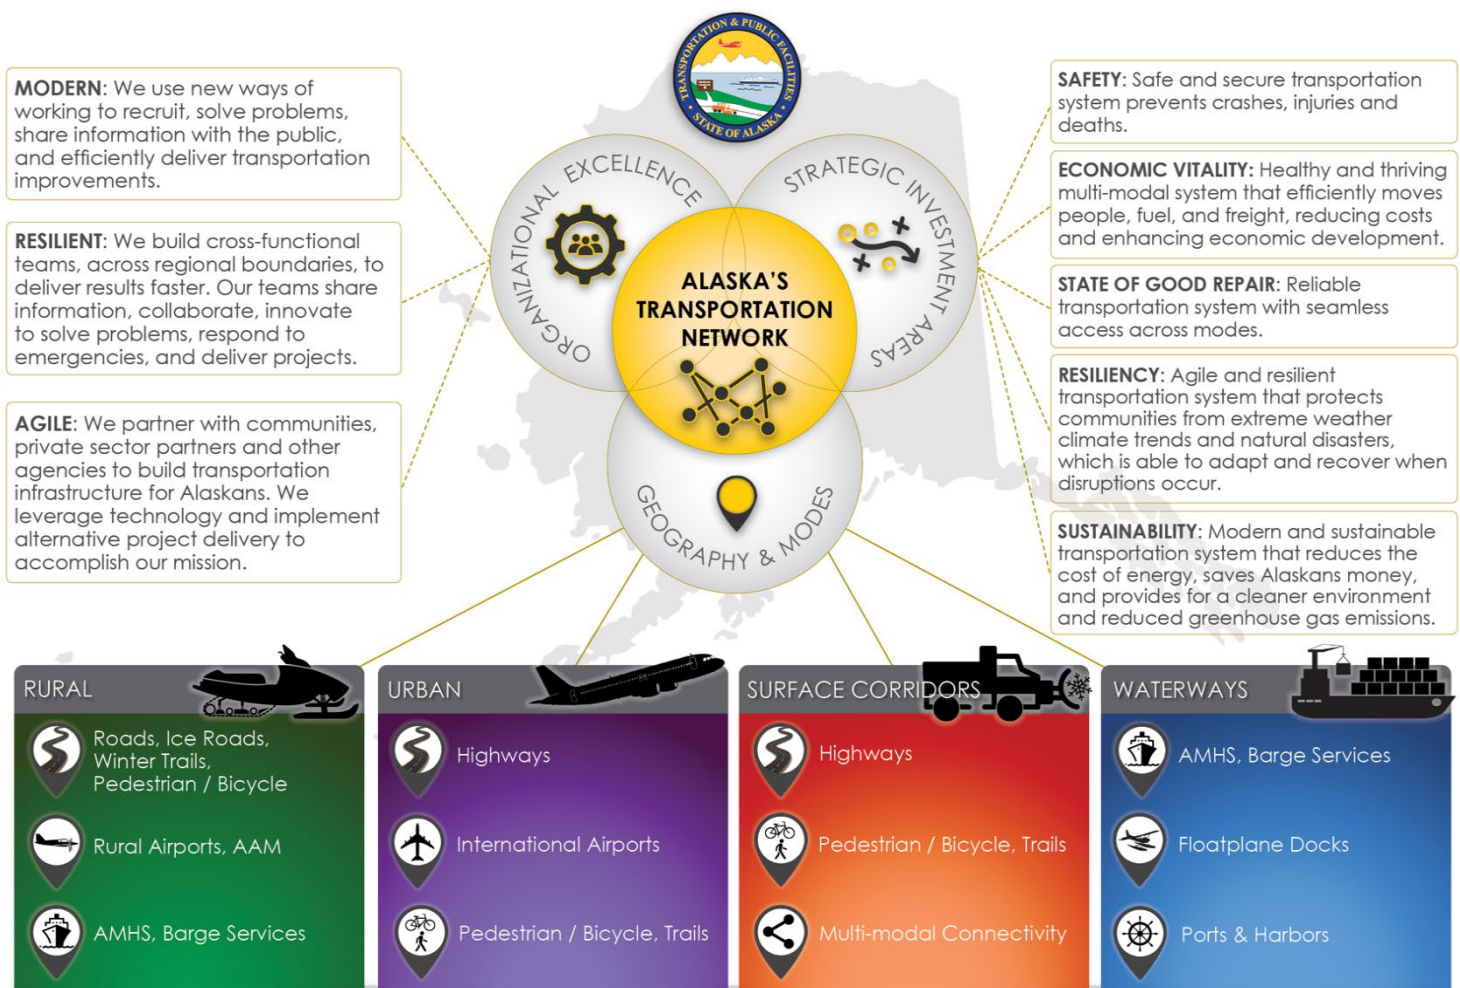 TRANSPORTATION & PUBLIC FACILITIES
STATE OF ALASKA
MODERN: We use new ways of
working to recruit, solve problems,
share information with the public,
and efficiently deliver transportation
improvements.
RESILIENT: We build cross-functional
teams, across regional boundaries, to
deliver results faster. Our teams share
information, collaborate, innovate
to solve problems, respond to
emergencies, and deliver projects.
AGILE: We partner with communities,
private sector partners and other
agencies to build transportation
infrastructure for Alaskans. We
leverage technology and implement
alternative project delivery to
accomplish our mission.
ORGANIZATIONAL EXCELLENCE
STRATEGIC INVESTMENT AREAS
ALASKA'S
TRANSPORTATION
NETWORK
GEOGRAPHY & MODES
SAFETY: Safe and secure transportation
system prevents crashes, injuries and
deaths.
ECONOMIC VITALITY: Healthy and thriving
multi-modal system that efficiently moves
people, fuel, and freight, reducing costs
and enhancing economic development.
STATE OF GOOD REPAIR: Reliable
transportation system with seamless
access across modes.
RESILIENCY: Agile and resilient
transportation system that protects
communities from extreme weather
climate trends and natural disasters,
which is able to adapt and recover when
disruptions occur.
SUSTAINABILITY: Modern and sustainable
transportation system that reduces the
cost of energy, saves Alaskans money,
and provides for a cleaner environment
and reduced greenhouse gas emissions.
RURAL
Roads, Ice Roads,
Winter Trails,
Pedestrian / Bicycle
Rural Airports, AAM
AMHS, Barge Services
URBAN
Highways
International Airports
Pedestrian / Bicycle, Trails
SURFACE CORRIDORS
Highways
Pedestrian / Bicycle, Trails
Multi-modal Connectivity
WATERWAYS
AMHS, Barge Services
Floatplane Docks
Ports & Harbors